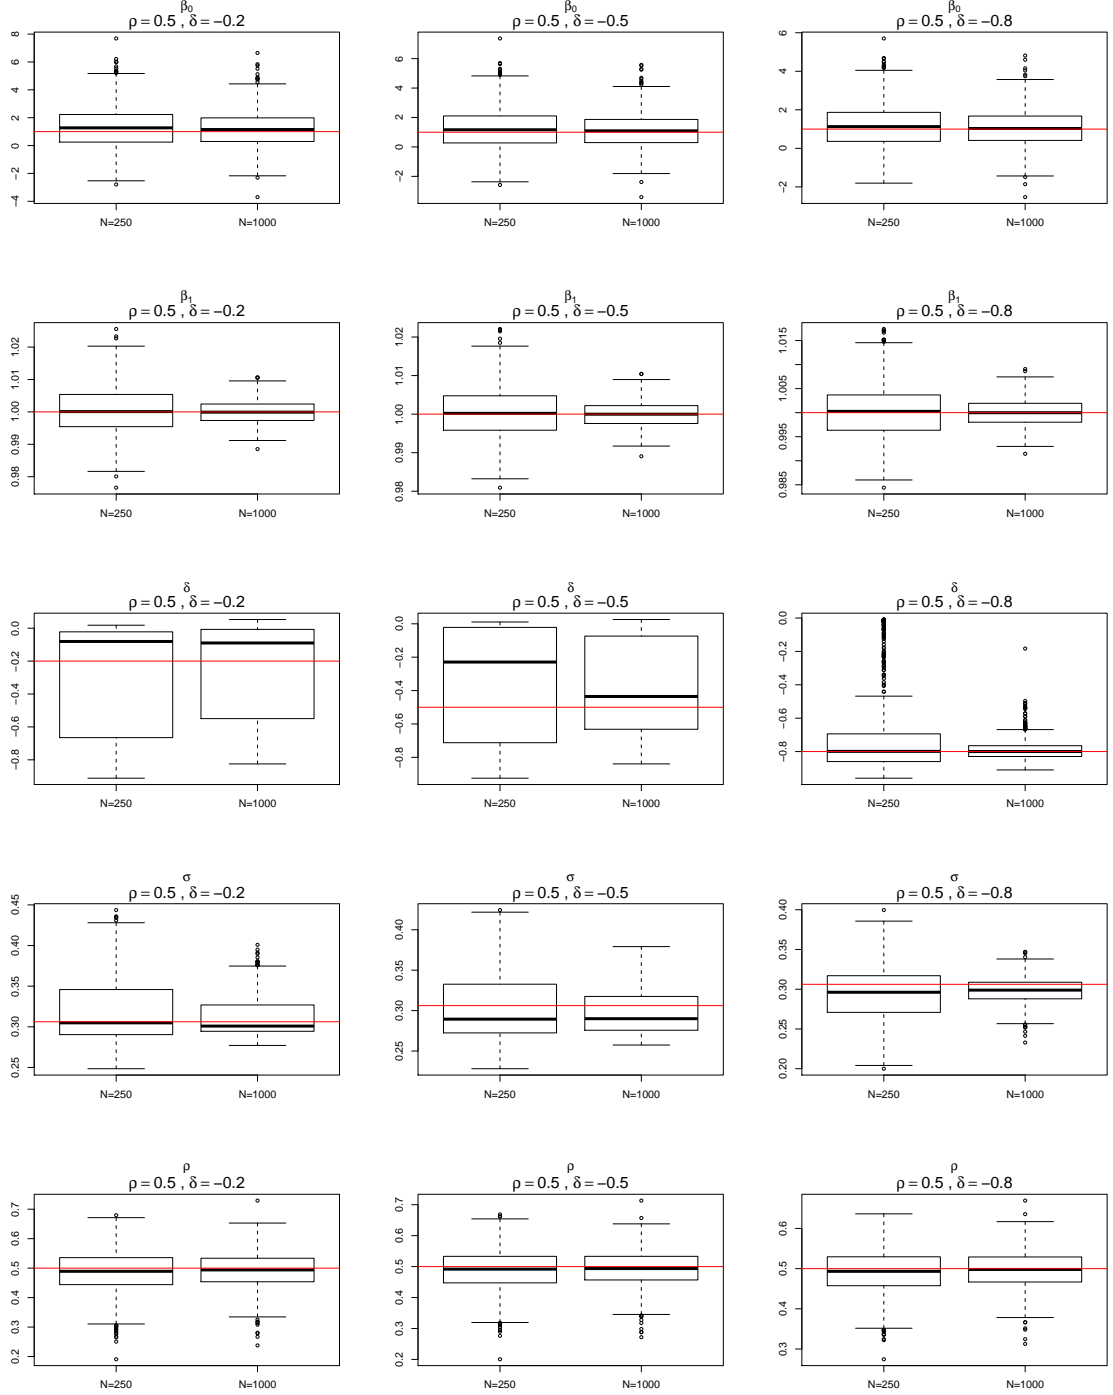 β0
ρ = 0.5 , δ = −0.2
8
6
4
2
0
−2
−4
N=250
N=1000
β0
ρ = 0.5 , δ = −0.5
6
4
2
0
−2
N=250
N=1000
β0
ρ = 0.5 , δ = −0.8
6
4
2
0
−2
N=250
N=1000
β1
ρ = 0.5 , δ = −0.2
1.02
1.01
1.00
0.99
0.98
N=250
N=1000
β1
ρ = 0.5 , δ = −0.5
1.02
1.01
1.00
0.99
0.98
N=250
N=1000
β1
ρ = 0.5 , δ = −0.8
1.015
1.005
0.995
0.985
N=250
N=1000
δ
ρ = 0.5 , δ = −0.2
0.0
−0.2
−0.4
−0.6
−0.8
N=250
N=1000
δ
ρ = 0.5 , δ = −0.5
0.0
−0.2
−0.4
−0.6
−0.8
N=250
N=1000
δ
ρ = 0.5 , δ = −0.8
0.0
−0.2
−0.4
−0.6
−0.8
N=250
N=1000
σ
ρ = 0.5 , δ = −0.2
0.45
0.40
0.35
0.30
0.25
N=250
N=1000
σ
ρ = 0.5 , δ = −0.5
0.40
0.35
0.30
0.25
N=250
N=1000
σ
ρ = 0.5 , δ = −0.8
0.40
0.35
0.30
0.25
0.20
N=250
N=1000
ρ
ρ = 0.5 , δ = −0.2
0.7
0.6
0.5
0.4
0.3
0.2
N=250
N=1000
ρ
ρ = 0.5 , δ = −0.5
0.7
0.6
0.5
0.4
0.3
0.2
N=250
N=1000
ρ
ρ = 0.5 , δ = −0.8
0.6
0.5
0.4
0.3
N=250
N=1000